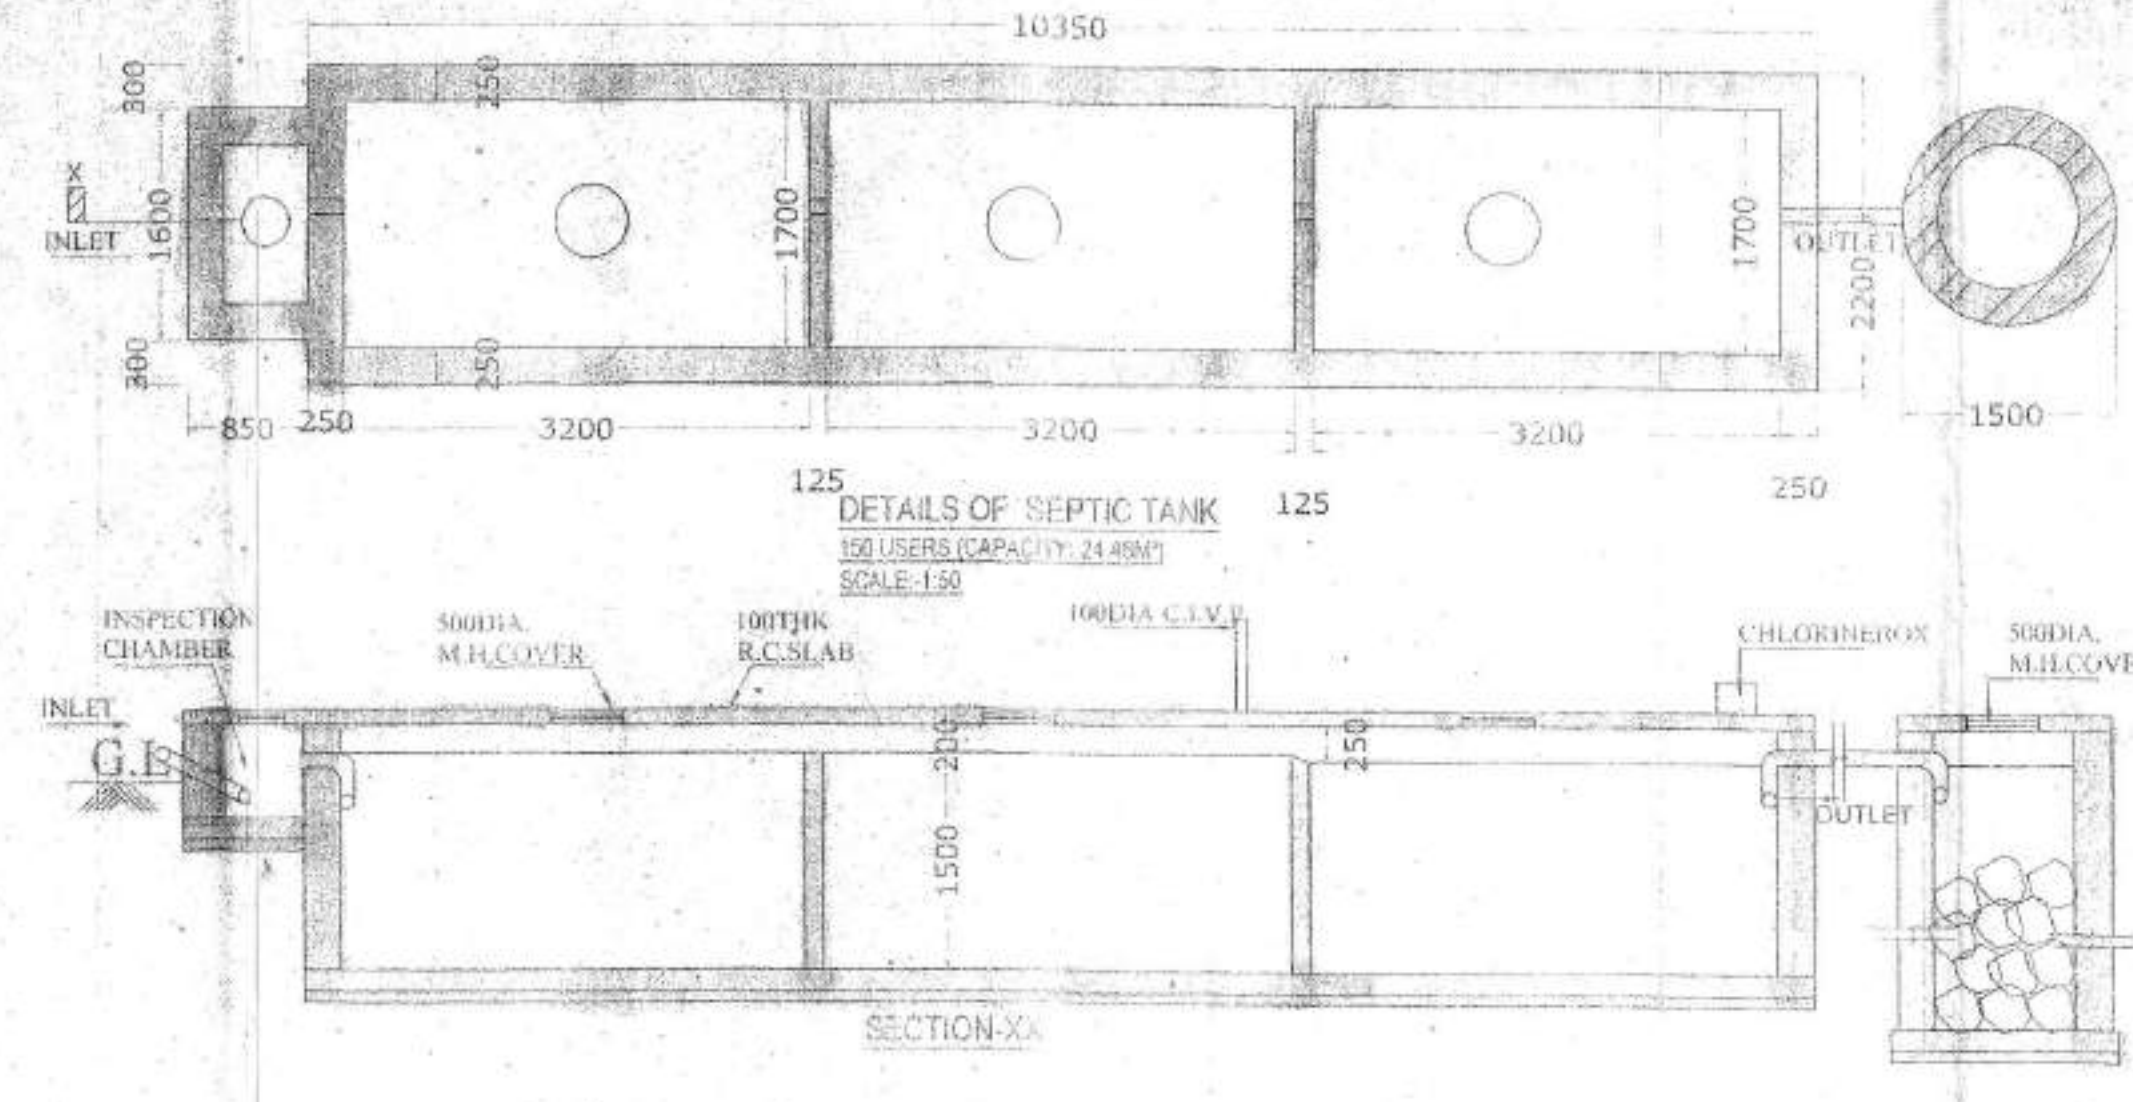 10350
300
250
X
INLET
1600
1700
1700
OUTLET
2200
300
250
850
250
3200
3200
3200
1500
125
125
250
DETAILS OF SEPTIC TANK
150 USERS (CAPACITY: 24.48M³)
SCALE:-1:50
INSPECTION
CHAMBER
500DIA.
M.H.COVER
100THK
R.C.SLAB
100DIA C.I.V.P
CHLORINEROX
500DIA.
M.H.COVE
INLET
G.L
200
250
1500
OUTLET
SECTION-XX